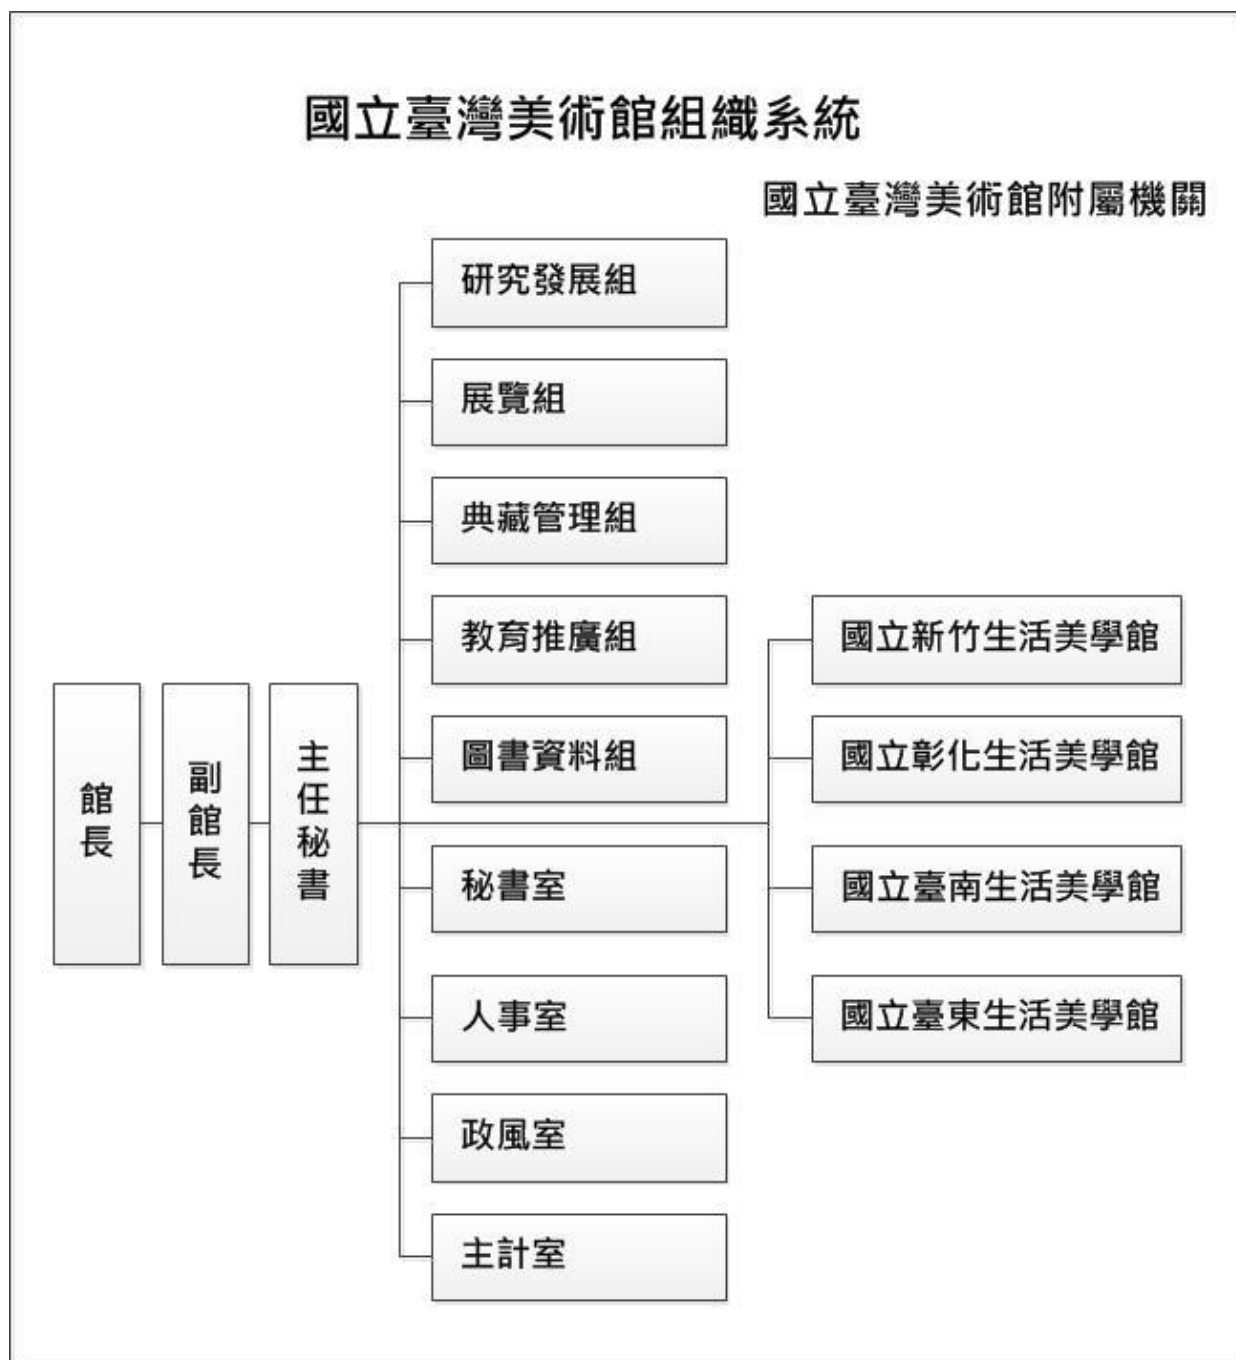 國立臺灣美術館組織系統
國立臺灣美術館附屬機關
館長
副館長
主任秘書
研究發展組
展覽組
典藏管理組
教育推廣組
圖書資料組
秘書室
人事室
政風室
主計室
國立新竹生活美學館
國立彰化生活美學館
國立臺南生活美學館
國立臺東生活美學館